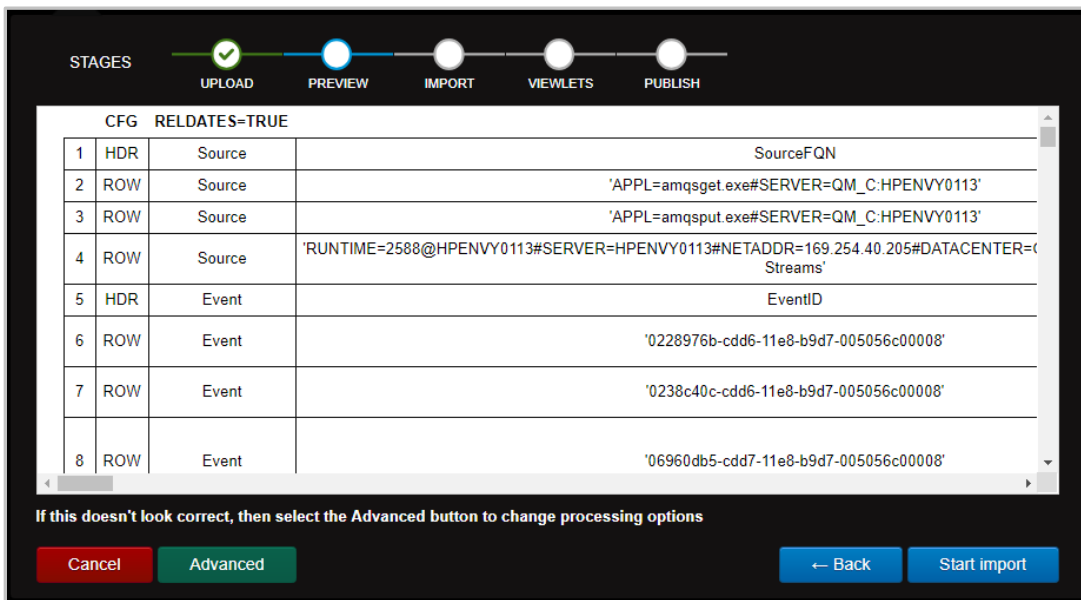 STAGES
UPLOAD PREVIEW IMPORT VIEWLETS PUBLISH
CFG RELDATES=TRUE
1 HDR Source SourceFQN
2 ROW Source 'APPL=amqsget.exe#SERVER=QM_C:HPENVY0113'
3 ROW Source 'APPL=amqsput.exe#SERVER=QM_C:HPENVY0113'
4 ROW Source 'RUNTIME=2588@HPENVY0113#SERVER=HPENVY0113#NETADDR=169.254.40.205#DATACENTER=
Streams'
5 HDR Event EventID
6 ROW Event '0228976b-cdd6-11e8-b9d7-005056c00008'
7 ROW Event '0238c40c-cdd6-11e8-b9d7-005056c00008'
8 ROW Event '06960db5-cdd7-11e8-b9d7-005056c00008'
If this doesn't look correct, then select the Advanced button to change processing options
Cancel Advanced ← Back Start import